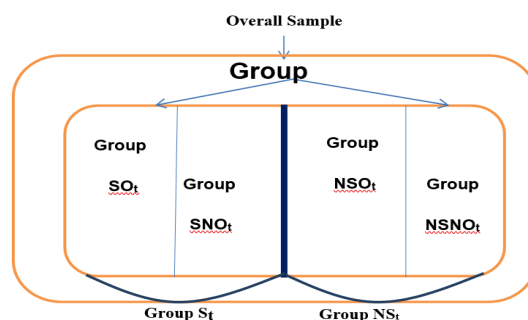 Overall Sample
Group
Group
SOt
Group
SNOt
Group
NSOt
Group
NSNOt
Group St
Group NSt